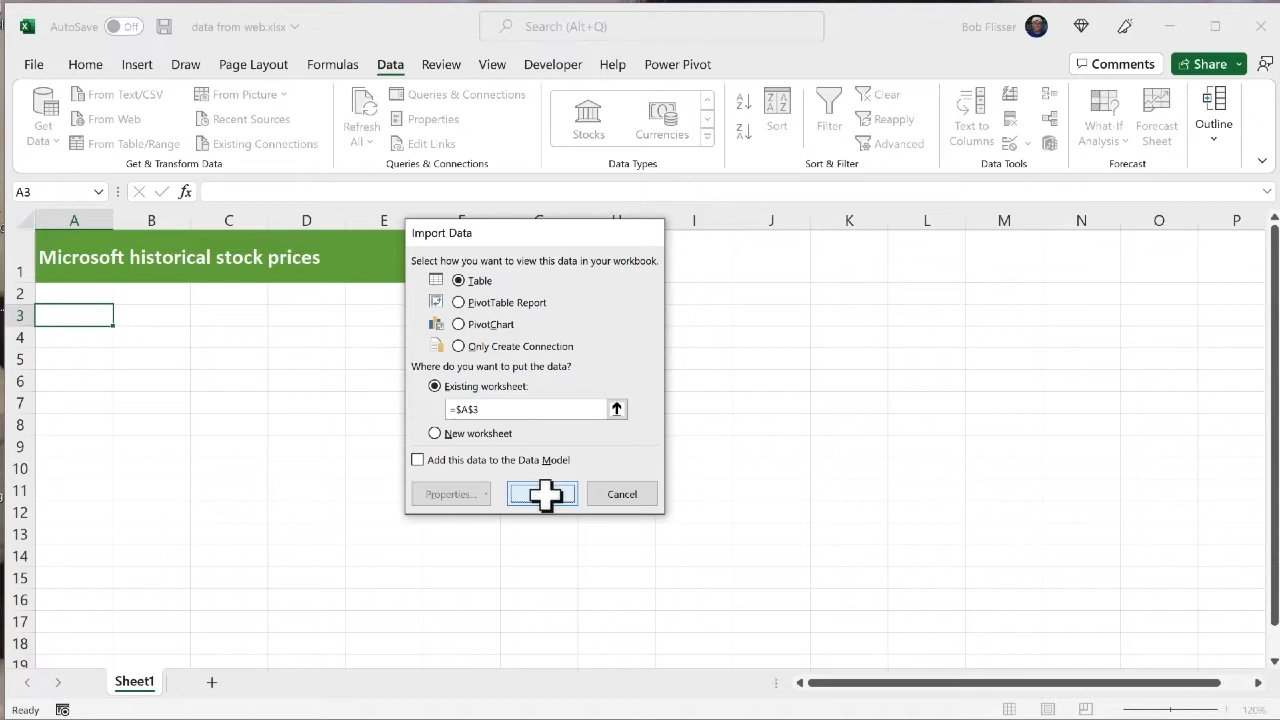 AutoSave Off data from web.xlsx Search (Alt+Q) Bob Flisser
File Home Insert Draw Page Layout Formulas Data Review View Developer Help Power Pivot Comments Share
Get Data
From Text/CSV
From Web
From Table/Range
From Picture
Recent Sources
Existing Connections
Get & Transform Data
Refresh All
Queries & Connections
Properties
Edit Links
Queries & Connections
Stocks
Currencies
Data Types
Sort
Filter
Clear
Reapply
Advanced
Sort & Filter
Text to Columns
Data Tools
What If Analysis
Forecast Sheet
Forecast
Outline
A3 fx
A B C D E I J K L M N O P
1 Microsoft historical stock prices
2
3
4
5
6
7
8
9
10
11
12
13
14
15
16
17
18
19
Import Data
Select how you want to view this data in your workbook.
Table
PivotTable Report
PivotChart
Only Create Connection
Where do you want to put the data?
Existing worksheet:
=$A$3
New worksheet
Add this data to the Data Model
Properties... Cancel
Sheet1
Ready 120%